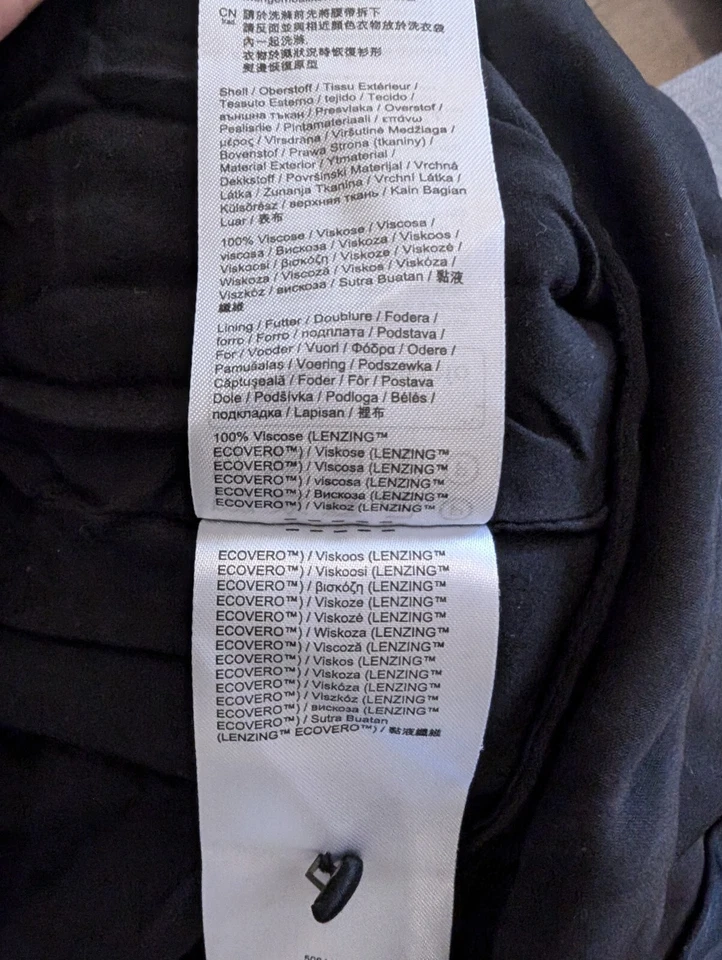 CN 請於洗滌前先將腰帶拆下
trad. 請反面並與相近顏色衣物放於洗衣袋
內一起洗滌.
衣物於濕狀況時恢復衫形
熨燙恢復原型
Shell / Oberstoff / Tissu Extérieur /
Tessuto Esterno / tejido / Tecido /
външна тъкан / Presvlaka / Overstof /
Pealisriie / Pintamateriaali / επάνω
μέρος / Virsdrāna / Viršutinė Medžiaga /
Bovenstof / Prawa Strona (tkaniny) /
Material Exterior / Ytmaterial /
Dekkstoff / Površinski Materijal / Vrchná
Látka / Zunanja Tkanina / Vrchní Látka /
Külsőrész / верхняя ткань / Kain Bagian
Luar / 表布
100% Viscose / Viskose / Viscosa /
viscosa / Вискоза / Viskoza / Viskoos /
Viskoosi / βισκόζη / Viskoze / Viskozė /
Wiskoza / Viscoză / Viskos / Viskóza /
Viszkóz / вискоза / Sutra Buatan / 黏液
纖維
Lining / Futter / Doublure / Fodera /
forro / Forro / подплата / Podstava /
For / Vooder / Vuori / Φόδρα / Odere /
Pamušalas / Voering / Podszewka /
Căptuşeală / Foder / Fôr / Postava
Dole / Podšívka / Podloga / Bélés /
подкладка / Lapisan / 裡布
100% Viscose (LENZING™
ECOVERO™) / Viskose (LENZING™
ECOVERO™) / Viscosa (LENZING™
ECOVERO™) / viscosa (LENZING™
ECOVERO™) / Вискоза (LENZING™
ECOVERO™) / Viskoz (LENZING™
ECOVERO™) / Viskoos (LENZING™
ECOVERO™) / Viskoosi (LENZING™
ECOVERO™) / βισκόζη (LENZING™
ECOVERO™) / Viskoze (LENZING™
ECOVERO™) / Viskozė (LENZING™
ECOVERO™) / Wiskoza (LENZING™
ECOVERO™) / Viscoză (LENZING™
ECOVERO™) / Viskos (LENZING™
ECOVERO™) / Viskoza (LENZING™
ECOVERO™) / Viskóza (LENZING™
ECOVERO™) / Viszkóz (LENZING™
ECOVERO™) / вискоза (LENZING™
ECOVERO™) / Sutra Buatan
(LENZING™ ECOVERO™) / 黏液纖維